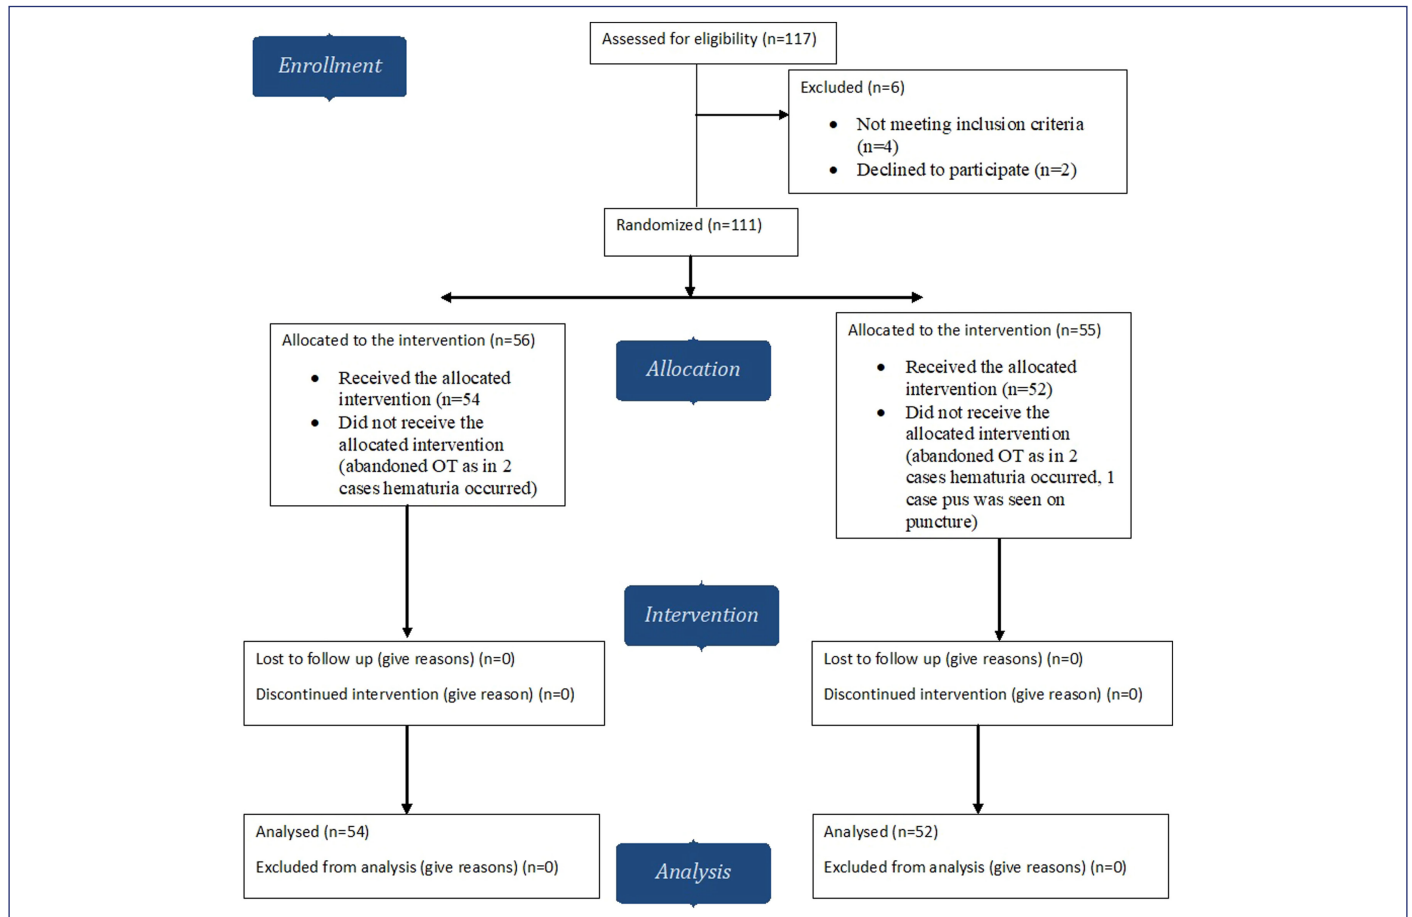 Enrollment
Assessed for eligibility (n=117)
Excluded (n=6)
• Not meeting inclusion criteria
(n=4)
• Declined to participate (n=2)
Randomized (n=111)
Allocated to the intervention (n=56)
• Received the allocated
intervention (n=54
• Did not receive the
allocated intervention
(abandoned OT as in 2
cases hematuria occurred)
Allocation
Allocated to the intervention (n=55)
• Received the allocated
intervention (n=52)
• Did not receive the
allocated intervention
(abandoned OT as in 2
cases hematuria occurred, 1
case pus was seen on
puncture)
Intervention
Lost to follow up (give reasons) (n=0)
Discontinued intervention (give reason) (n=0)
Lost to follow up (give reasons) (n=0)
Discontinued intervention (give reason) (n=0)
Analysed (n=54)
Excluded from analysis (give reasons) (n=0)
Analysis
Analysed (n=52)
Excluded from analysis (give reasons) (n=0)